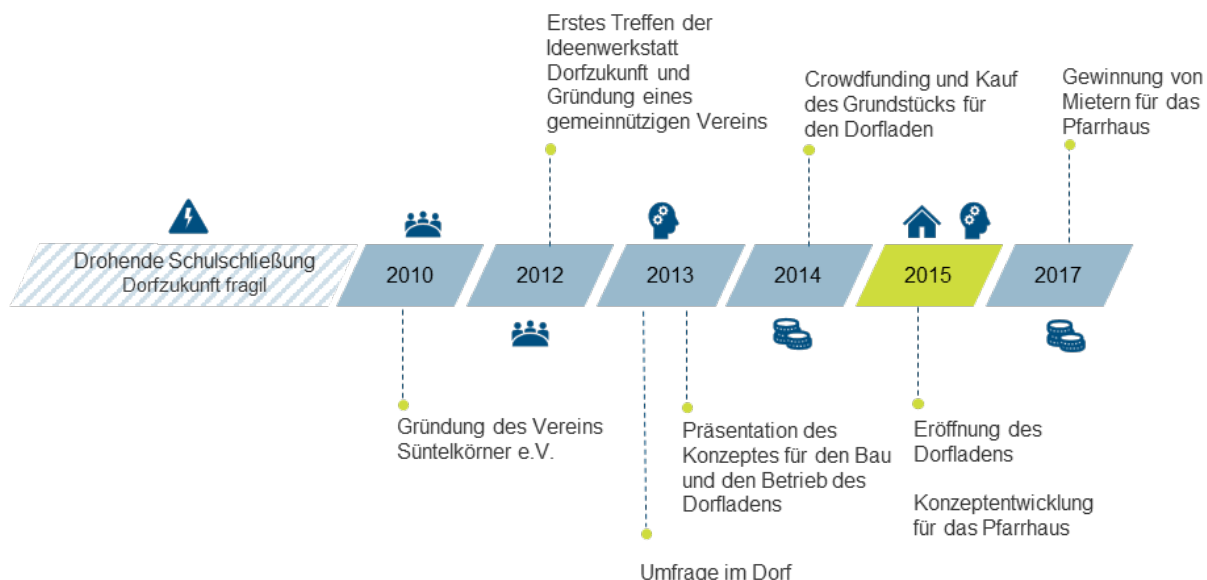 Erstes Treffen der
Ideenwerkstatt
Dorfzukunft und
Gründung eines
gemeinnützigen Vereins
Crowdfunding und Kauf
des Grundstücks für
den Dorfladen
Gewinnung von
Mietern für das
Pfarrhaus
Drohende Schulschließung
Dorfzukunft fragil
2010
2012
2013
2014
2015
2017
Gründung des Vereins
Süntelkörner e.V.
Präsentation des
Konzeptes für den Bau
und den Betrieb des
Dorfladens
Eröffnung des
Dorfladens
Konzeptentwicklung
für das Pfarrhaus
Umfrage im Dorf